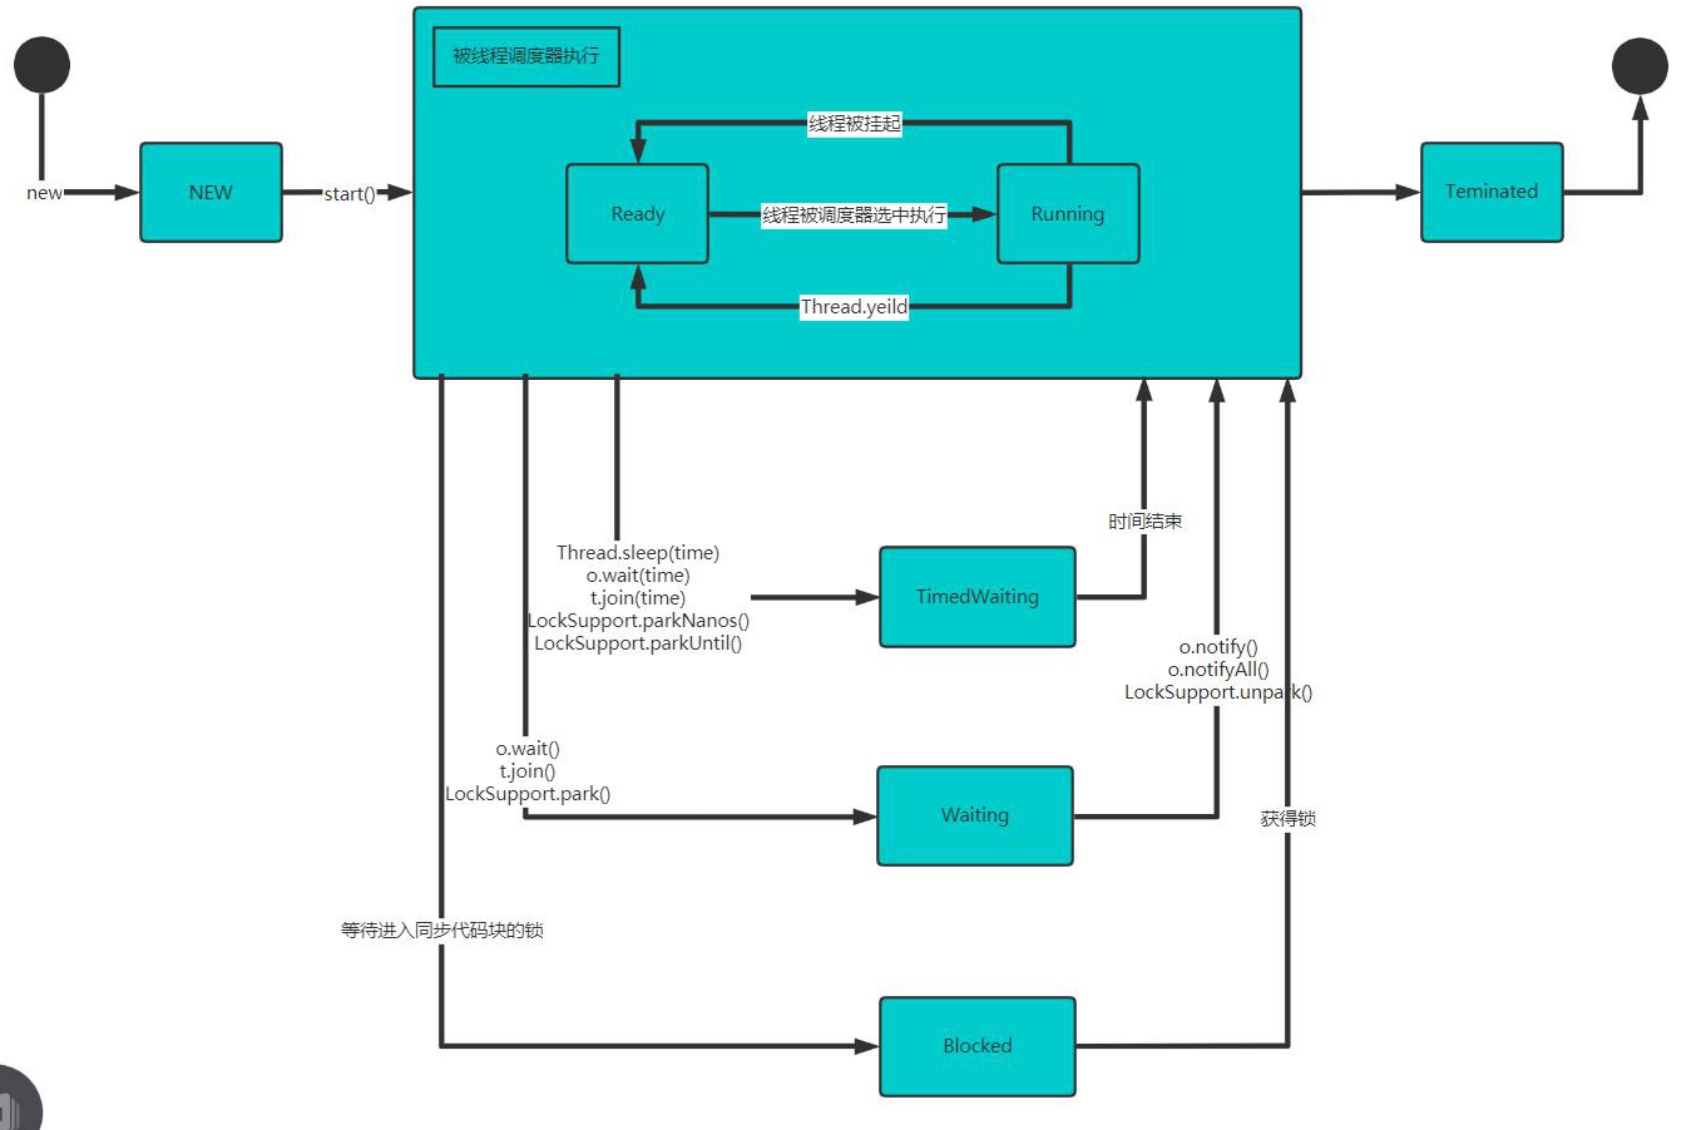 被线程调度器执行
线程被挂起
new
NEW
start()
Ready
线程被调度器选中执行
Running
Teminated
Thread.yeild
时间结束
Thread.sleep(time)
o.wait(time)
t.join(time)
LockSupport.parkNanos()
LockSupport.parkUntil()
TimedWaiting
o.notify()
o.notifyAll()
LockSupport.unpark()
o.wait()
t.join()
LockSupport.park()
Waiting
获得锁
等待进入同步代码块的锁
Blocked